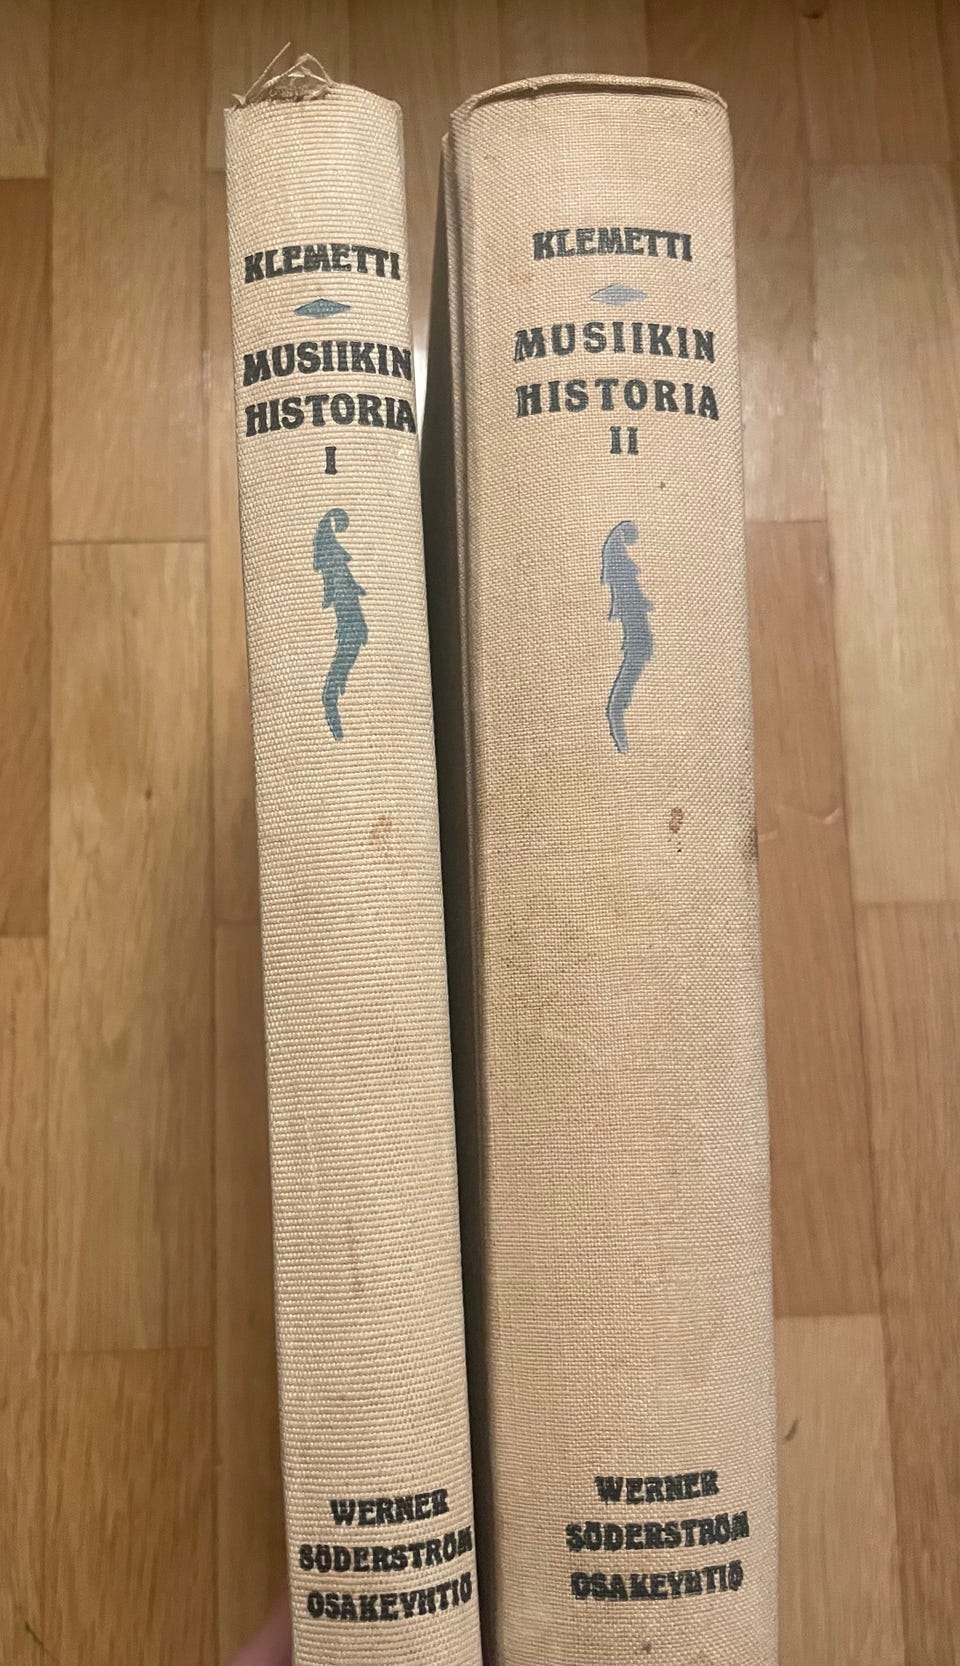 KLEMETTI
MUSIIKIN
HISTORIA
I
WERNER
SÖDERSTRÖM
OSAKEYHTIÖ
KLEMETTI
MUSIIKIN
HISTORIA
II
WERNER
SÖDERSTRÖM
OSAKEYHTIÖ